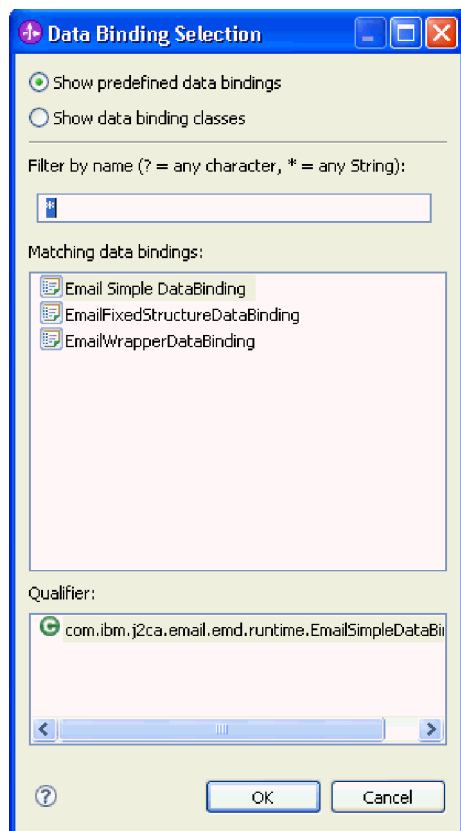 Data Binding Selection
Show predefined data bindings
Show data binding classes
Filter by name (? = any character, * = any String):
*
Matching data bindings:
Email Simple DataBinding
EmailFixedStructureDataBinding
EmailWrapperDataBinding
Qualifier:
com.ibm.j2ca.email.emd.runtime.EmailSimpleDataBi
OK Cancel